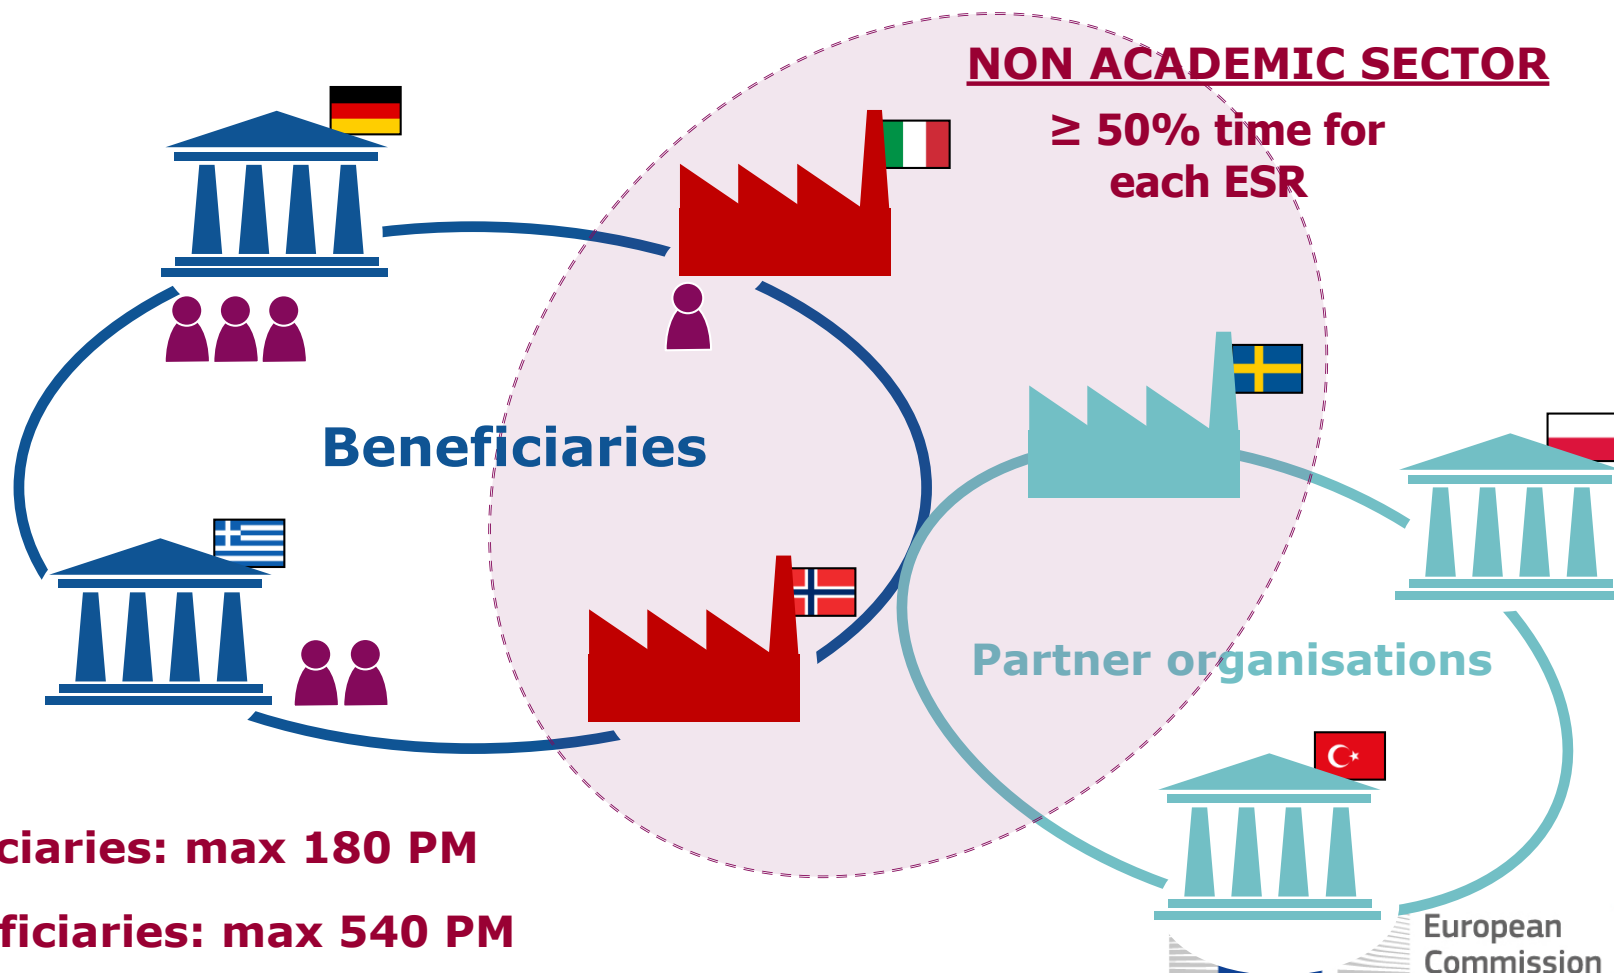 NON ACADEMIC SECTOR
≥ 50% time for
each ESR
Beneficiaries
Partner organisations
ciaries: max 180 PM
ficiaries: max 540 PM
European
Commission